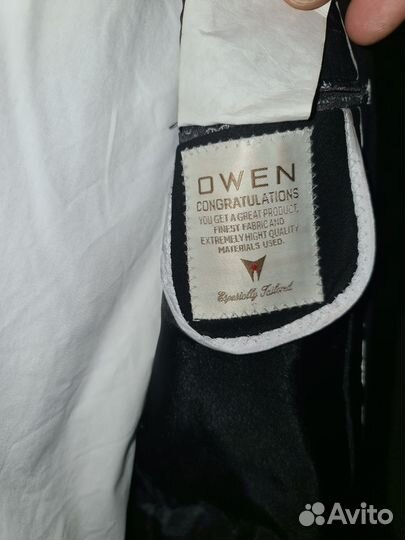 OWEN
CONGRATULATIONS
YOU GET A GREAT PRODUCT,
FINEST FABRIC AND
EXTREMELY HIGHT QUALITY
MATERIALS USED.
Especially Tailored
Avito